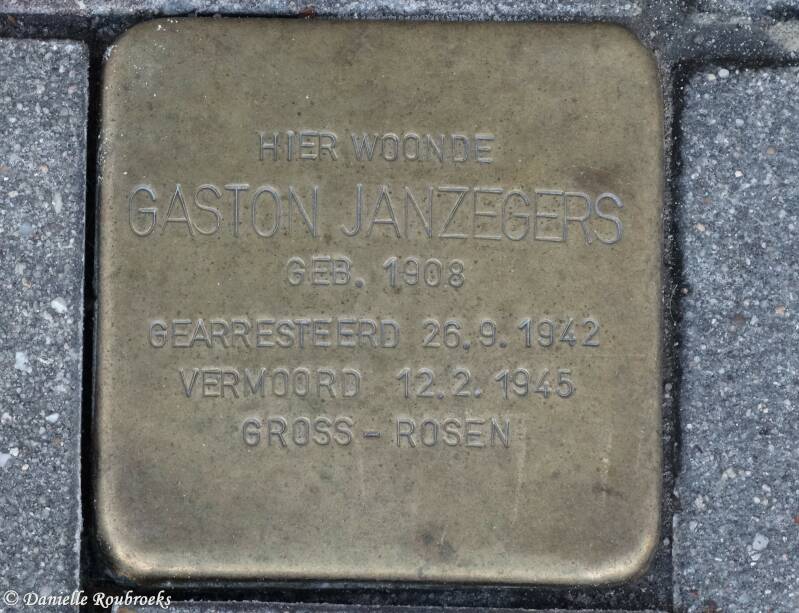 HIER WOONDE
GASTON JANZEGERS
GEB. 1908
GEARRESTEERD 26.9.1942
VERMOORD 12.2.1945
GROSS-ROSEN
© Danielle Roubroeks